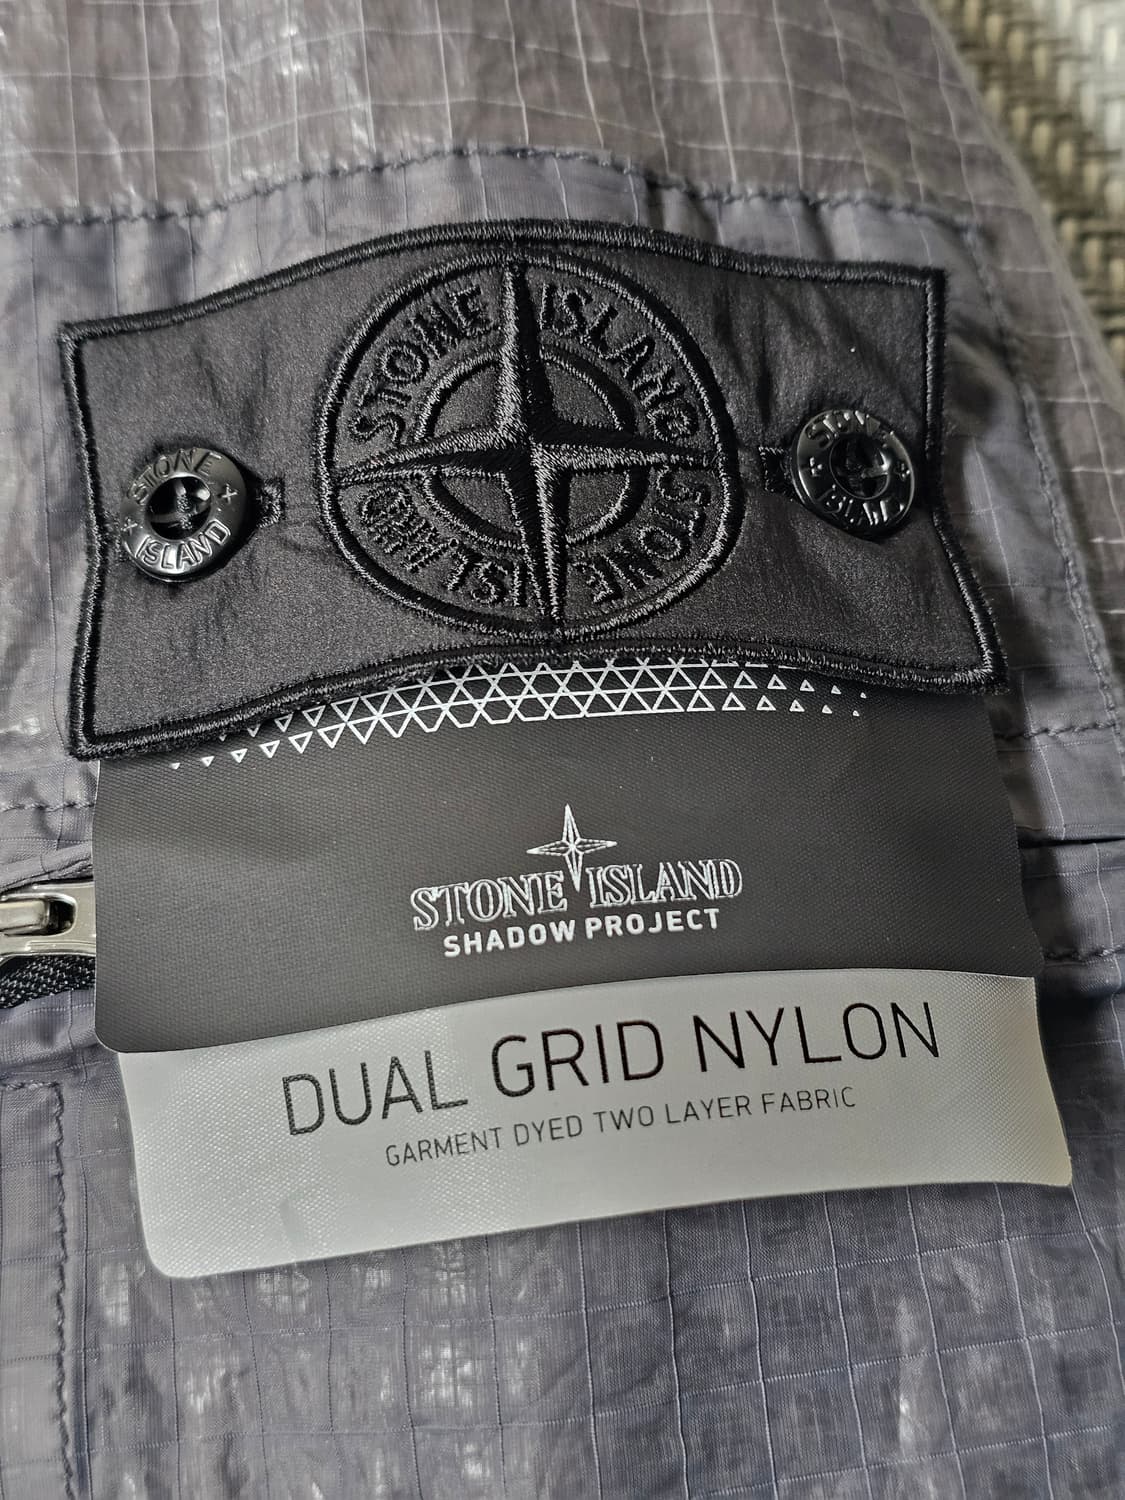 STONE ISLAND
STONE ISLAND
STONE
ISLAND
STONE
ISLAND
STONE ISLAND
SHADOW PROJECT
DUAL GRID NYLON
GARMENT DYED TWO LAYER FABRIC